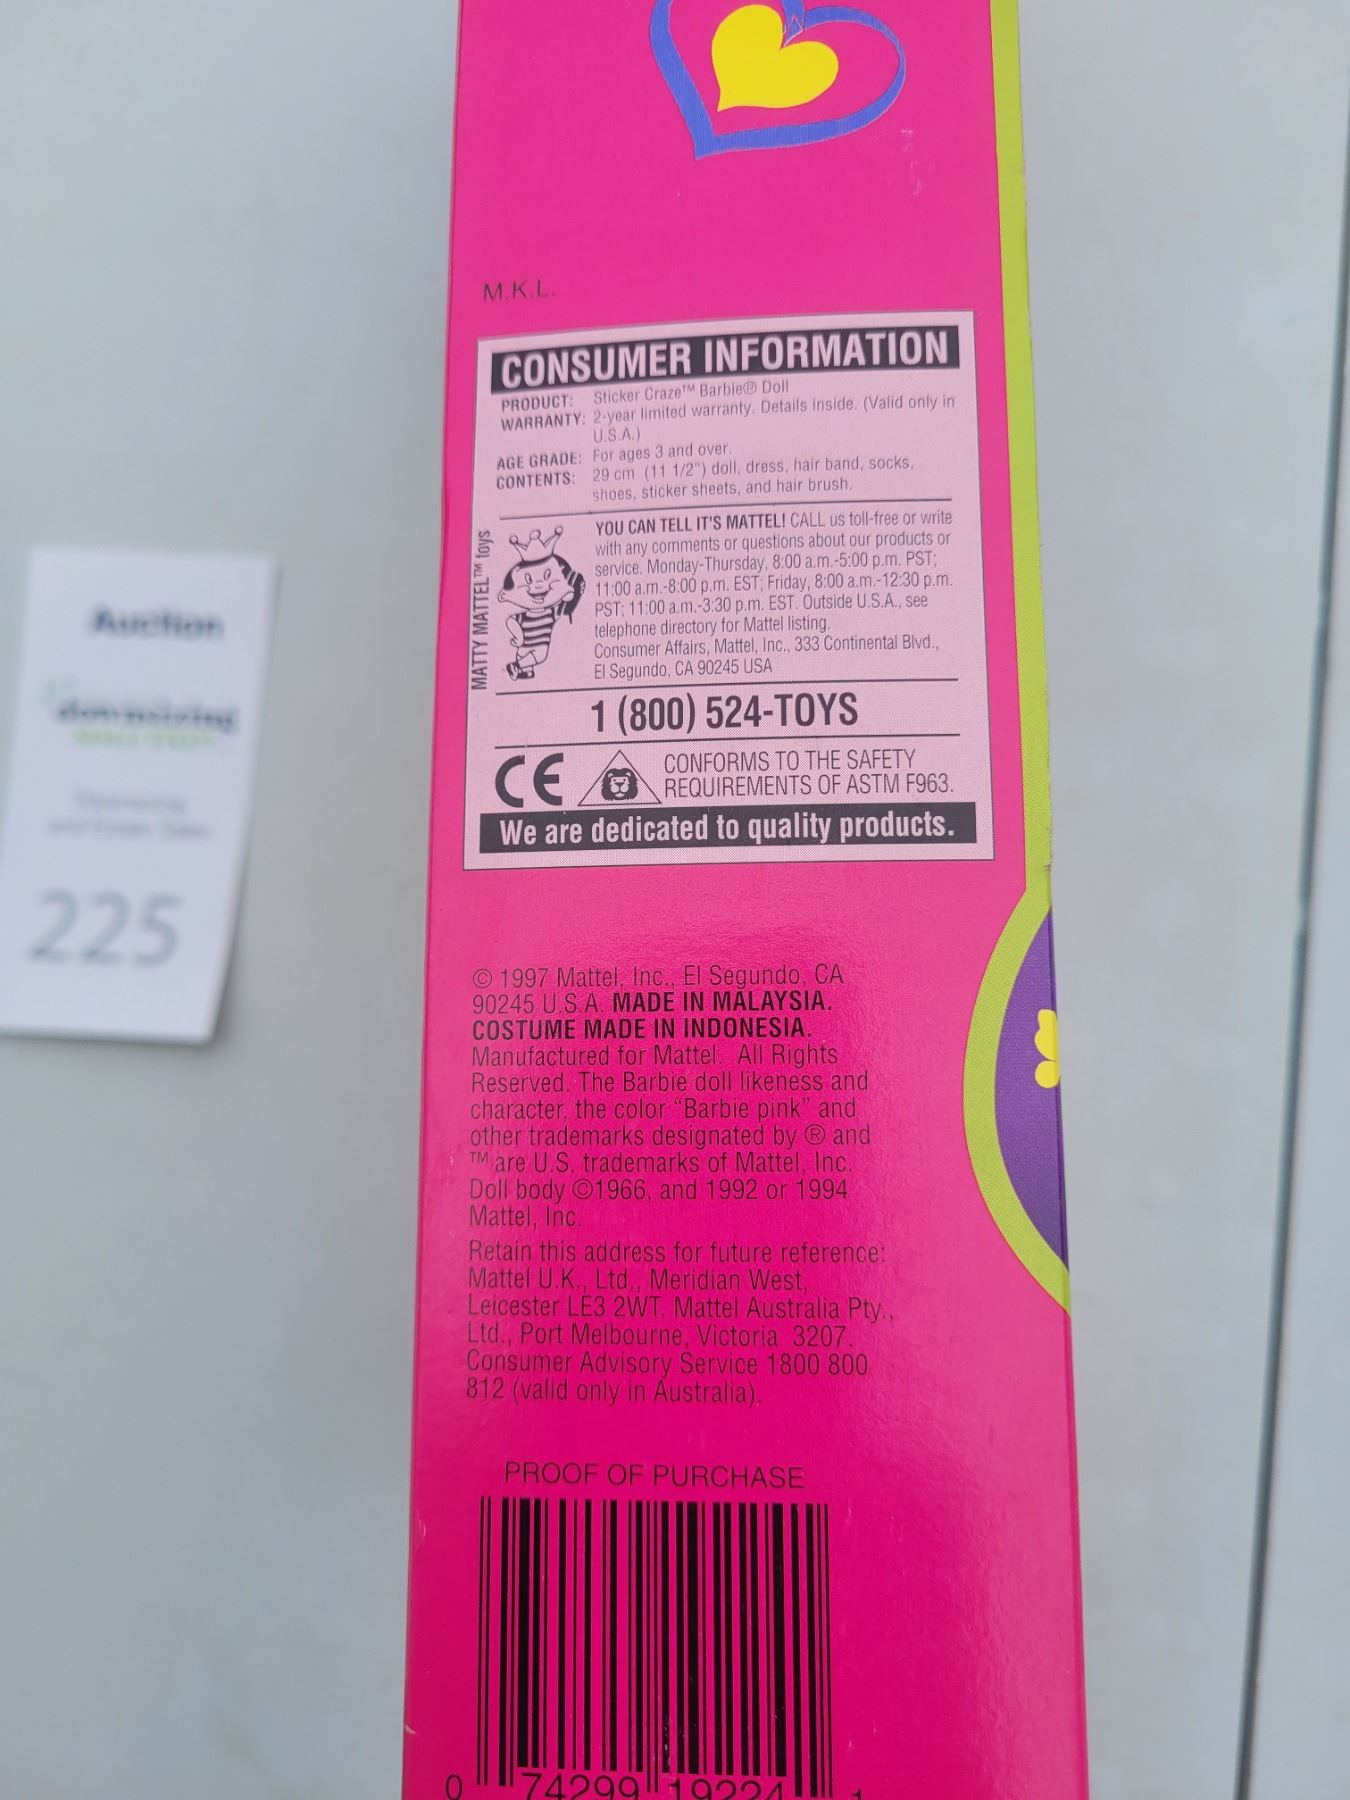 M.K.L.
CONSUMER INFORMATION
PRODUCT: Sticker Craze™ Barbie® Doll
WARRANTY: 2-year limited warranty. Details inside. (Valid only in
U.S.A.)
AGE GRADE: For ages 3 and over.
CONTENTS: 29 cm (11 1/2") doll, dress, hair band, socks,
shoes, sticker sheets, and hair brush.
MATTY MATTEL™ toys
YOU CAN TELL IT'S MATTEL! CALL us toll-free or write
with any comments or questions about our products or
service. Monday-Thursday, 8:00 a.m.-5:00 p.m. PST;
11:00 a.m.-8:00 p.m. EST; Friday, 8:00 a.m.-12:30 p.m.
PST; 11:00 a.m.-3:30 p.m. EST. Outside U.S.A., see
telephone directory for Mattel listing.
Consumer Affairs, Mattel, Inc., 333 Continental Blvd.,
El Segundo, CA 90245 USA
1 (800) 524-TOYS
CE
CONFORMS TO THE SAFETY
REQUIREMENTS OF ASTM F963.
We are dedicated to quality products.
© 1997 Mattel, Inc., El Segundo, CA
90245 U.S.A. MADE IN MALAYSIA.
COSTUME MADE IN INDONESIA.
Manufactured for Mattel. All Rights
Reserved. The Barbie doll likeness and
character, the color "Barbie pink" and
other trademarks designated by ® and
™ are U.S. trademarks of Mattel, Inc.
Doll body ©1966, and 1992 or 1994
Mattel, Inc.
Retain this address for future reference:
Mattel U.K., Ltd., Meridian West,
Leicester LE3 2WT. Mattel Australia Pty.,
Ltd., Port Melbourne, Victoria 3207.
Consumer Advisory Service 1800 800
812 (valid only in Australia).
PROOF OF PURCHASE
0 74299 19224 1
Auction
downsizing
225